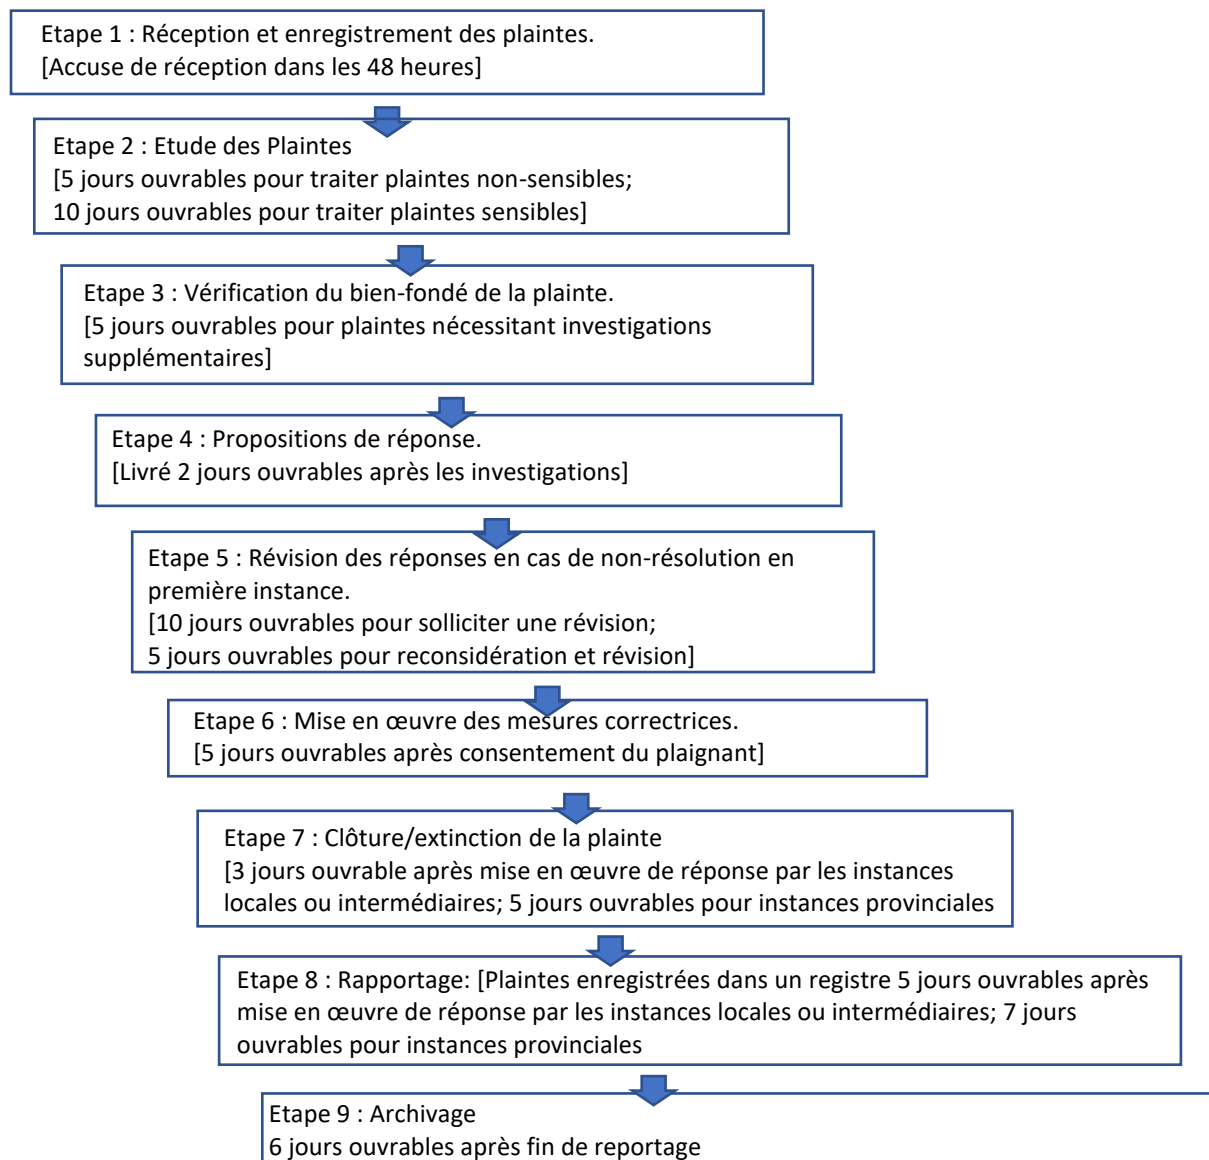 Etape 1 : Réception et enregistrement des plaintes.
[Accuse de réception dans les 48 heures]
Etape 2 : Etude des Plaintes
[5 jours ouvrables pour traiter plaintes non-sensibles;
10 jours ouvrables pour traiter plaintes sensibles]
Etape 3 : Vérification du bien-fondé de la plainte.
[5 jours ouvrables pour plaintes nécessitant investigations
supplémentaires]
Etape 4 : Propositions de réponse.
[Livré 2 jours ouvrables après les investigations]
Etape 5 : Révision des réponses en cas de non-résolution en
première instance.
[10 jours ouvrables pour solliciter une révision;
5 jours ouvrables pour reconsidération et révision]
Etape 6 : Mise en œuvre des mesures correctrices.
[5 jours ouvrables après consentement du plaignant]
Etape 7 : Clôture/extinction de la plainte
[3 jours ouvrable après mise en œuvre de réponse par les instances
locales ou intermédiaires; 5 jours ouvrables pour instances provinciales
Etape 8 : Rapportage: [Plaintes enregistrées dans un registre 5 jours ouvrables après
mise en œuvre de réponse par les instances locales ou intermédiaires; 7 jours
ouvrables pour instances provinciales
Etape 9 : Archivage
6 jours ouvrables après fin de reportage